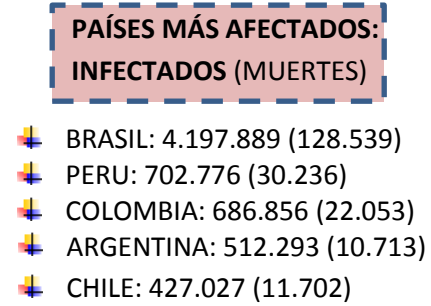 PAÍSES MÁS AFECTADOS:
INFECTADOS (MUERTES)
BRASIL: 4.197.889 (128.539)
PERU: 702.776 (30.236)
COLOMBIA: 686.856 (22.053)
ARGENTINA: 512.293 (10.713)
CHILE: 427.027 (11.702)